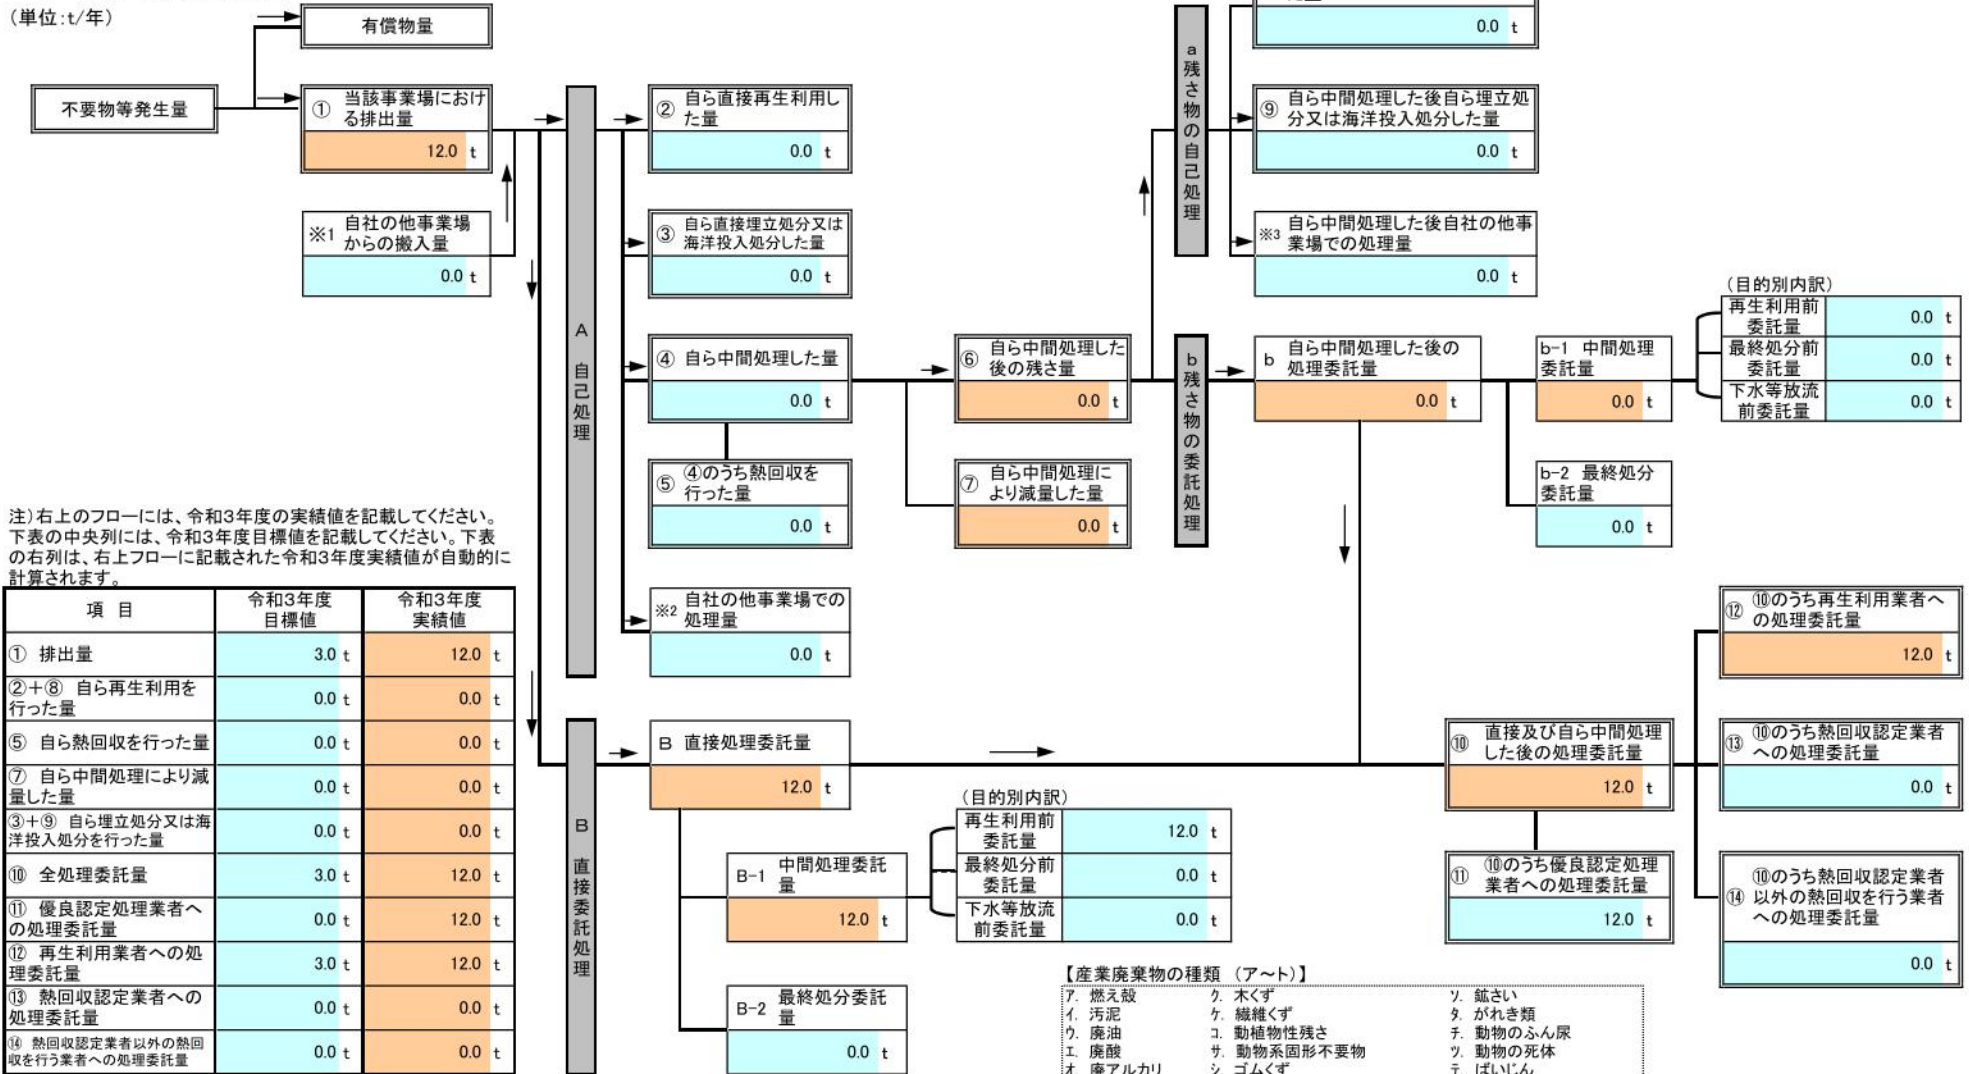 (単位:t/年)
有償物量
不要物等発生量
① 当該事業場におけ
る排出量
12.0 t
※1 自社の他事業場
からの搬入量
0.0 t
A 自己処理
② 自ら直接再生利用し
た量
0.0 t
③ 自ら直接埋立処分又は
海洋投入処分した量
0.0 t
④ 自ら中間処理した量
0.0 t
⑤ ④のうち熱回収を
行った量
0.0 t
※2 自社の他事業場での
処理量
0.0 t
⑥ 自ら中間処理した
後の残さ量
0.0 t
⑦ 自ら中間処理に
より減量した量
0.0 t
a 残さ物の自己処理
0.0 t
⑨ 自ら中間処理した後自ら埋立処
分又は海洋投入処分した量
0.0 t
※3 自ら中間処理した後自社の他事
業場での処理量
0.0 t
b 残さ物の委託処理
b 自ら中間処理した後の
処理委託量
0.0 t
b-1 中間処理
委託量
0.0 t
b-2 最終処分
委託量
0.0 t
(目的別内訳)
再生利用前
委託量
0.0 t
最終処分前
委託量
0.0 t
下水等放流
前委託量
0.0 t
注)右上のフローには、令和3年度の実績値を記載してください。
下表の中央列には、令和3年度目標値を記載してください。下表
の右列は、右上フローに記載された令和3年度実績値が自動的に
計算されます。
項 目
令和3年度
目標値
令和3年度
実績値
① 排出量
3.0 t
12.0 t
②+⑧ 自ら再生利用を
行った量
0.0 t
0.0 t
⑤ 自ら熱回収を行った量
0.0 t
0.0 t
⑦ 自ら中間処理により減
量した量
0.0 t
0.0 t
③+⑨ 自ら埋立処分又は海
洋投入処分を行った量
0.0 t
0.0 t
⑩ 全処理委託量
3.0 t
12.0 t
⑪ 優良認定処理業者へ
の処理委託量
0.0 t
12.0 t
⑫ 再生利用業者への処
理委託量
3.0 t
12.0 t
⑬ 熱回収認定業者への
処理委託量
0.0 t
0.0 t
⑭ 熱回収認定業者以外の熱回
収を行う業者への処理委託量
0.0 t
0.0 t
B 直接委託処理
B 直接処理委託量
12.0 t
B-1 中間処理委託
量
12.0 t
B-2 最終処分委託
量
0.0 t
(目的別内訳)
再生利用前
委託量
12.0 t
最終処分前
委託量
0.0 t
下水等放流
前委託量
0.0 t
⑩ 直接及び自ら中間処理
した後の処理委託量
12.0 t
⑪ ⑩のうち優良認定処理
業者への処理委託量
12.0 t
⑫ ⑩のうち再生利用業者へ
の処理委託量
12.0 t
⑬ ⑩のうち熱回収認定業者
への処理委託量
0.0 t
⑭ ⑩のうち熱回収認定業者
以外の熱回収を行う業者
への処理委託量
0.0 t
【産業廃棄物の種類 (ア~ト)】
ア. 燃え殻 ク. 木くず ソ. 鉱さい
イ. 汚泥 ケ. 繊維くず タ. がれき類
ウ. 廃油 コ. 動植物性残さ チ. 動物のふん尿
エ. 廃酸 サ. 動物系固形不要物 ツ. 動物の死体
オ. 廃アルカリ シ. ゴムくず テ. ばいじん